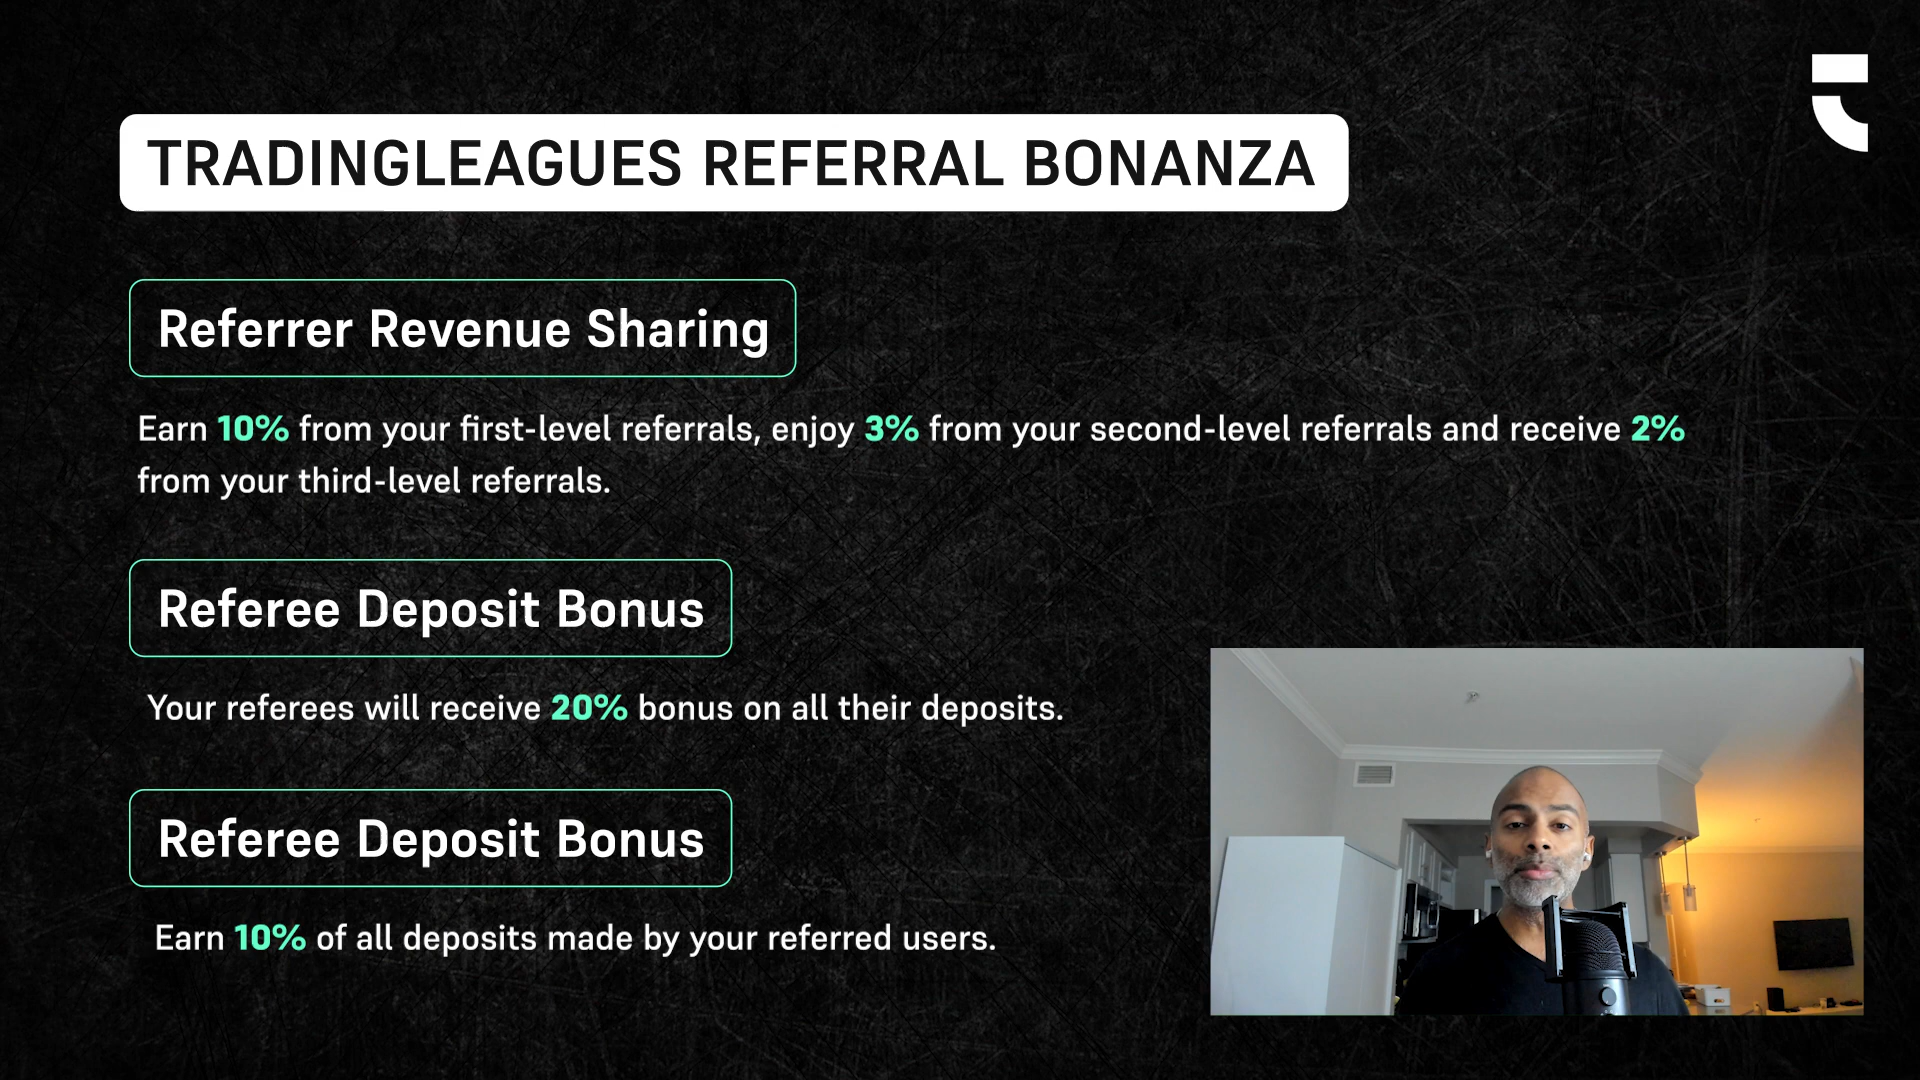 TRADINGLEAGUES REFERRAL BONANZA
Referrer Revenue Sharing
Earn 10% from your first-level referrals, enjoy 3% from your second-level referrals and receive 2%
from your third-level referrals.
Referee Deposit Bonus
Your referees will receive 20% bonus on all their deposits.
Referee Deposit Bonus
Earn 10% of all deposits made by your referred users.